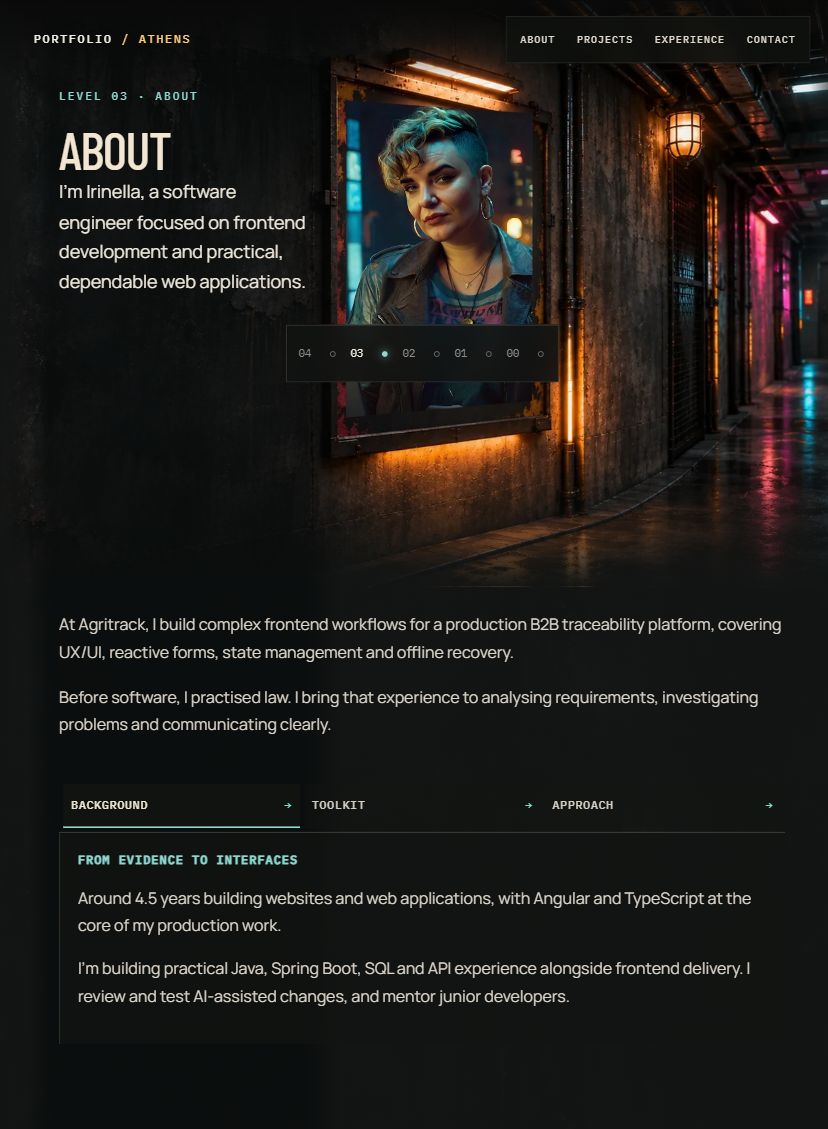 PORTFOLIO / ATHENS
ABOUT PROJECTS EXPERIENCE CONTACT
LEVEL 03 · ABOUT
ABOUT
I'm Irinella, a software
engineer focused on frontend
development and practical,
dependable web applications.
04 03 02 01 00
At Agritrack, I build complex frontend workflows for a production B2B traceability platform, covering
UX/UI, reactive forms, state management and offline recovery.
Before software, I practised law. I bring that experience to analysing requirements, investigating
problems and communicating clearly.
BACKGROUND → TOOLKIT → APPROACH →
FROM EVIDENCE TO INTERFACES
Around 4.5 years building websites and web applications, with Angular and TypeScript at the
core of my production work.
I'm building practical Java, Spring Boot, SQL and API experience alongside frontend delivery. I
review and test AI-assisted changes, and mentor junior developers.